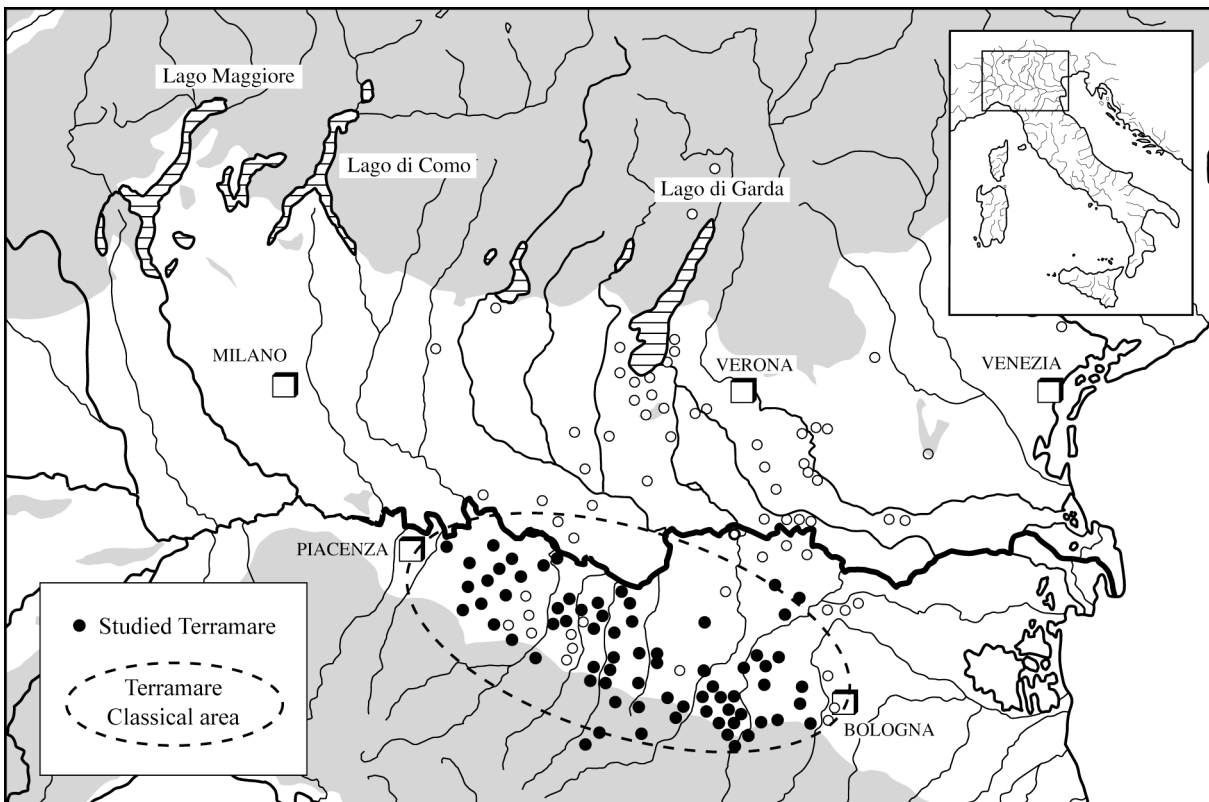 Lago Maggiore
Lago di Como
Lago di Garda
MILANO
VERONA
VENEZIA
PIACENZA
Studied Terramare
Terramare
Classical area
BOLOGNA